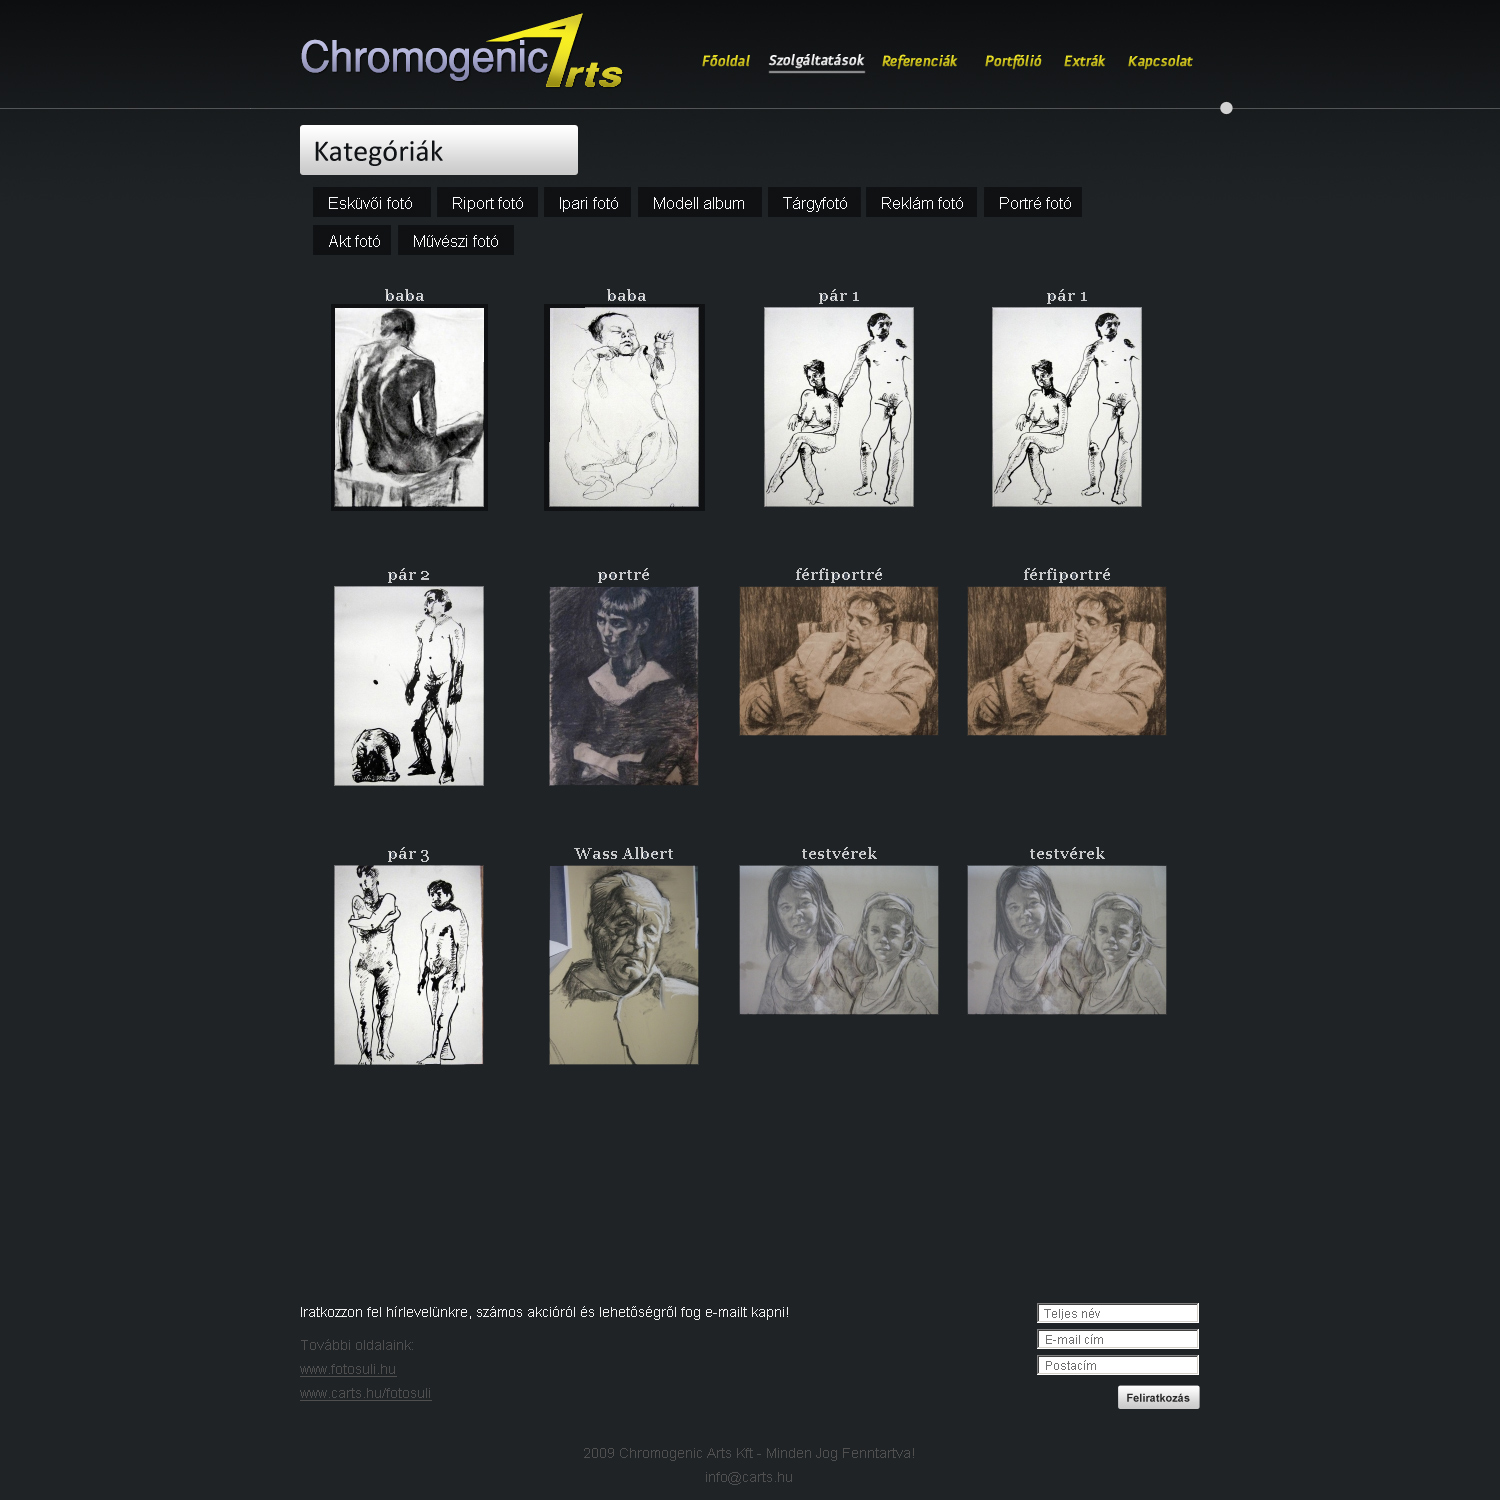 Chromogenic Arts
Főoldal Szolgáltatások Referenciák Portfólió Extrák Kapcsolat
Kategóriák
Esküvői fotó Riport fotó Ipari fotó Modell album Tárgyfotó Reklám fotó Portré fotó
Akt fotó Művészi fotó
baba baba pár 1 pár 1
pár 2 portré férfiportré férfiportré
pár 3 Wass Albert testvérek testvérek
Iratkozzon fel hírlevelünkre, számos akcióról és lehetőségről fog e-mailt kapni!
Teljes név
E-mail cím
Postacím
Feliratkozás
További oldalaink:
www.fotosuli.hu
www.carts.hu/fotosuli
2009 Chromogenic Arts Kft - Minden Jog Fenntartva!
info@carts.hu